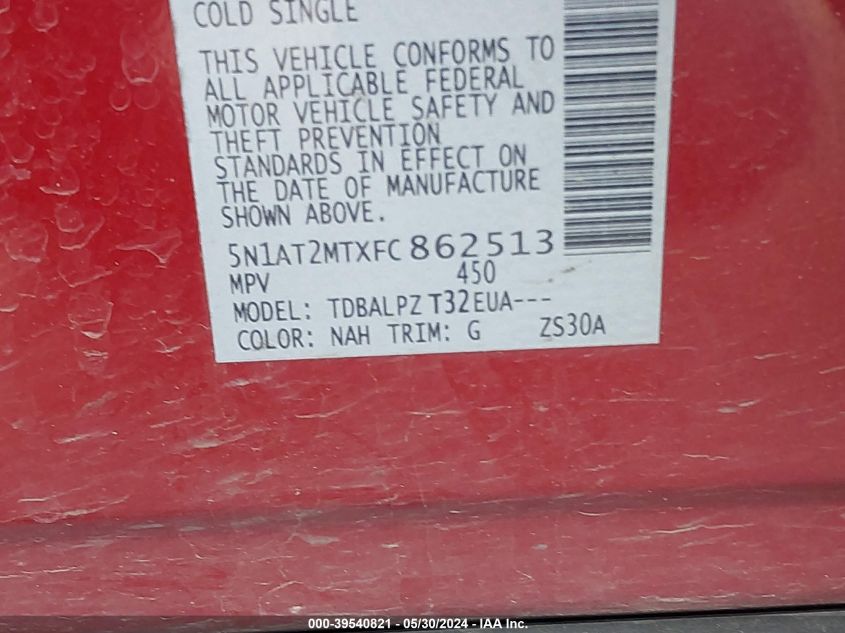 COLD SINGLE
THIS VEHICLE CONFORMS TO
ALL APPLICABLE FEDERAL
MOTOR VEHICLE SAFETY AND
THEFT PREVENTION
STANDARDS IN EFFECT ON
THE DATE OF MANUFACTURE
SHOWN ABOVE.
5N1AT2MTXFC862513
MPV 450
MODEL: TDBALPZ T32EUA---
COLOR: NAH TRIM: G ZS30A
000-39540821 - 05/30/2024 - IAA Inc.